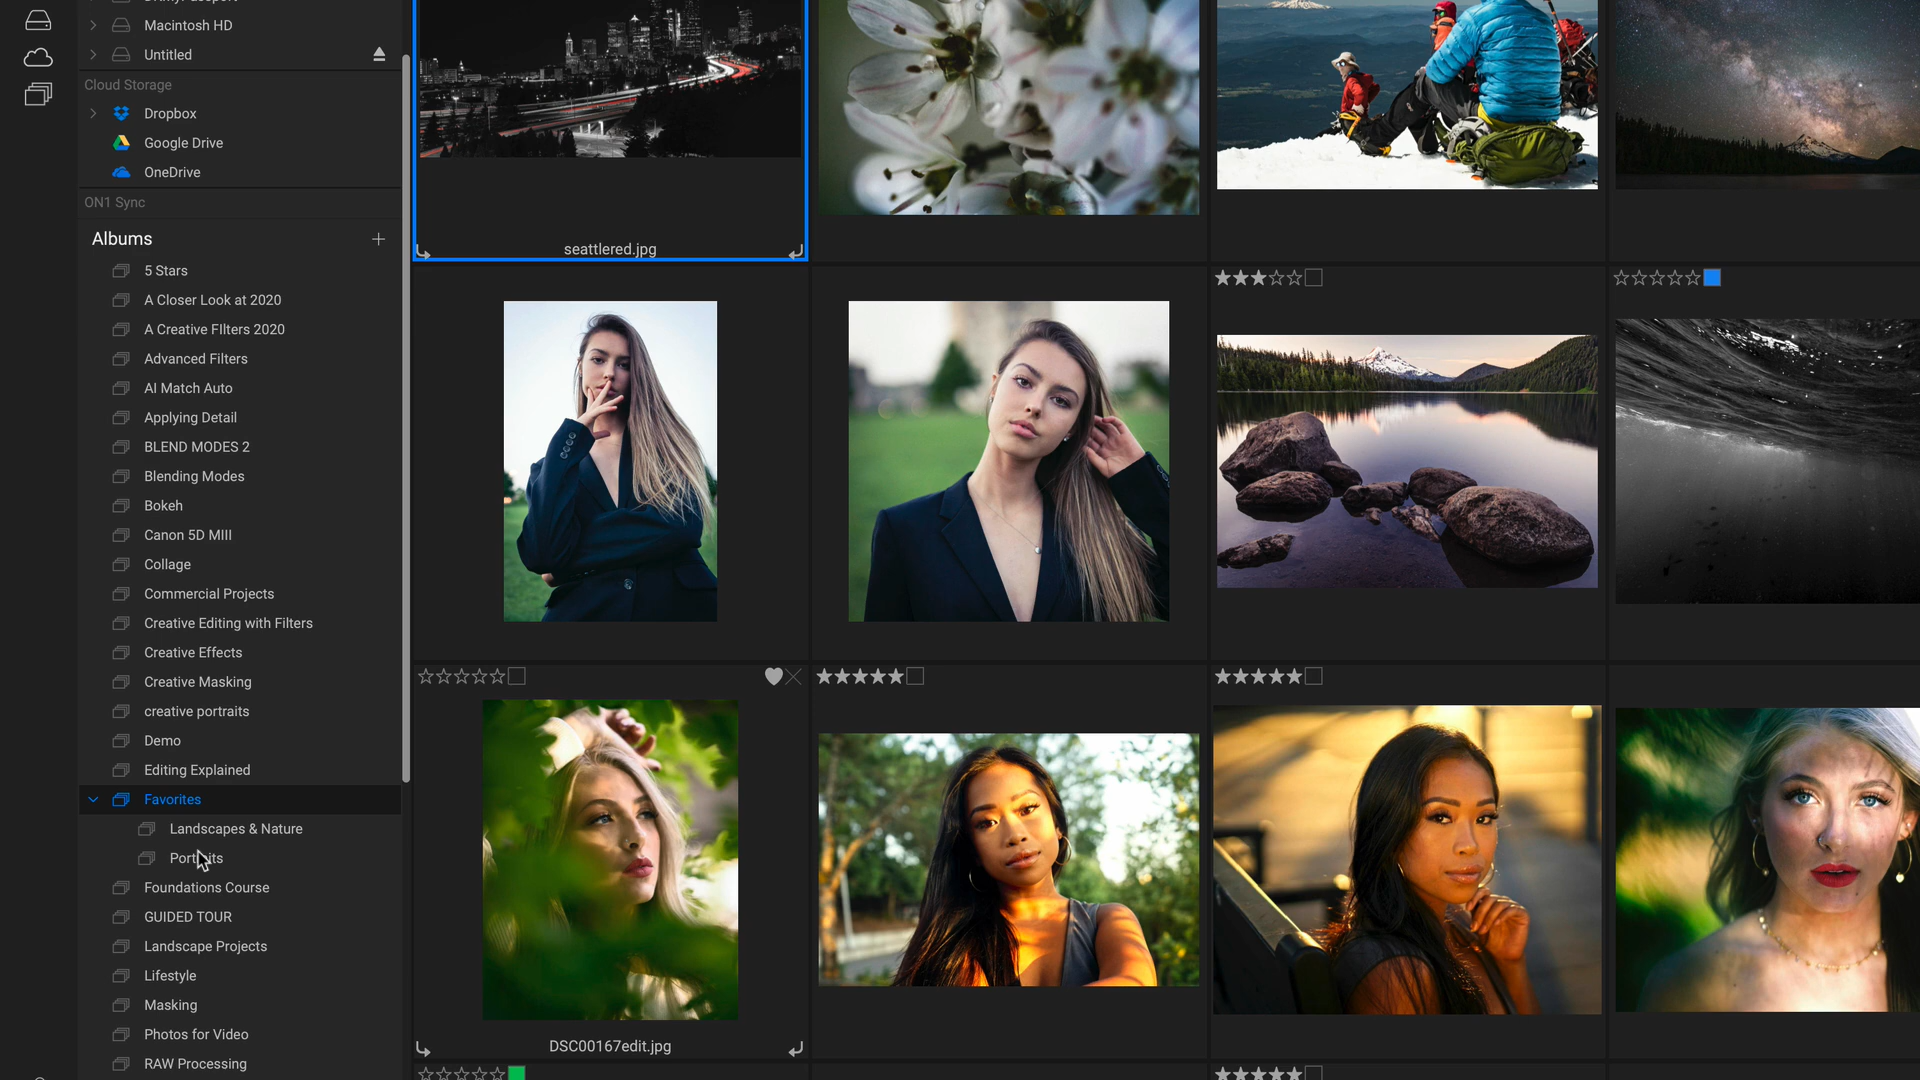 Macintosh HD
Untitled
Cloud Storage
Dropbox
Google Drive
OneDrive
ON1 Sync
Albums
5 Stars
A Closer Look at 2020
A Creative FIlters 2020
Advanced Filters
AI Match Auto
Applying Detail
BLEND MODES 2
Blending Modes
Bokeh
Canon 5D MIII
Collage
Commercial Projects
Creative Editing with Filters
Creative Effects
Creative Masking
creative portraits
Demo
Editing Explained
Favorites
Landscapes & Nature
Portraits
Foundations Course
GUIDED TOUR
Landscape Projects
Lifestyle
Masking
Photos for Video
RAW Processing
seattlered.jpg
DSC00167edit.jpg